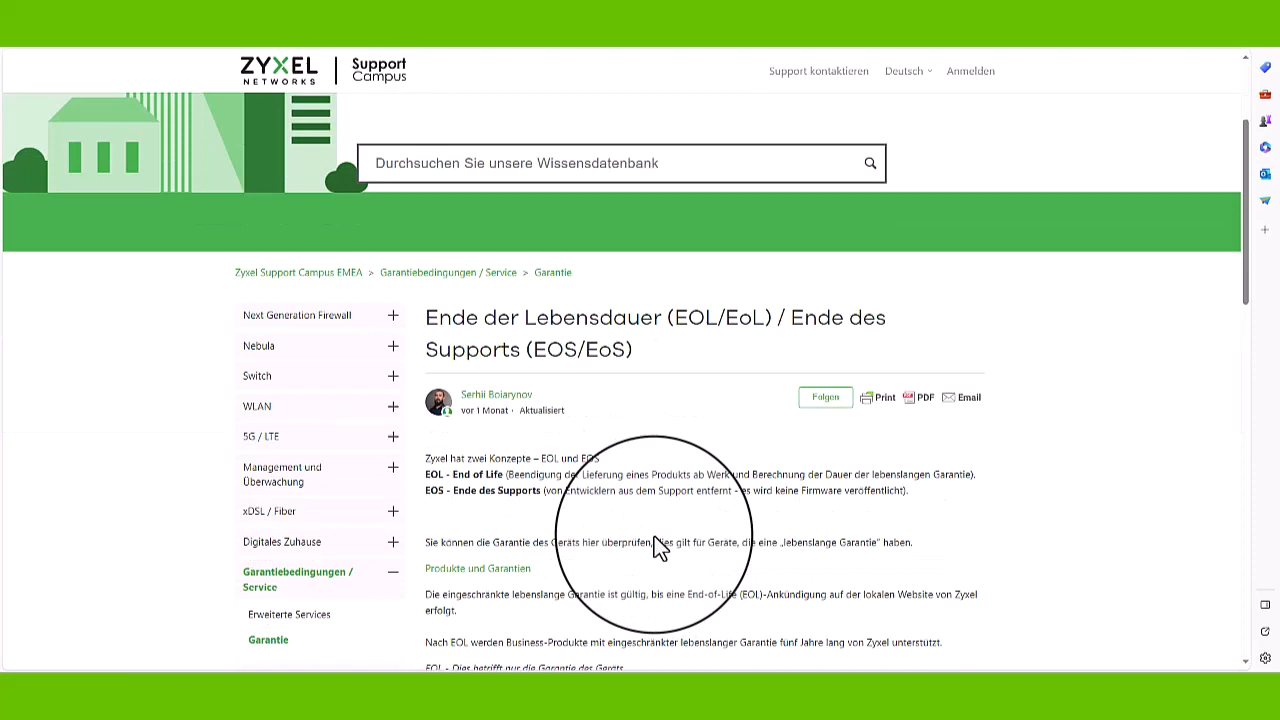 ZYXEL
NETWORKS
Support
Campus
Support kontaktieren
Deutsch
Anmelden
Durchsuchen Sie unsere Wissensdatenbank
Zyxel Support Campus EMEA > Garantiebedingungen / Service > Garantie
Next Generation Firewall
Nebula
Switch
WLAN
5G / LTE
Management und
Überwachung
xDSL / Fiber
Digitales Zuhause
Garantiebedingungen /
Service
Erweiterte Services
Garantie
Ende der Lebensdauer (EOL/EoL) / Ende des
Supports (EOS/EoS)
Serhii Boiarynov
vor 1 Monat · Aktualisiert
Folgen
Print
PDF
Email
Zyxel hat zwei Konzepte – EOL und EOS
EOL - End of Life (Beendigung der Lieferung eines Produkts ab Werk und Berechnung der Dauer der lebenslangen Garantie).
EOS - Ende des Supports (von Entwicklern aus dem Support entfernt - es wird keine Firmware veröffentlicht).
Sie können die Garantie des Geräts hier überprüfen, dies gilt für Geräte, die eine „lebenslange Garantie“ haben.
Produkte und Garantien
Die eingeschränkte lebenslange Garantie ist gültig, bis eine End-of-Life (EOL)-Ankündigung auf der lokalen Website von Zyxel
erfolgt.
Nach EOL werden Business-Produkte mit eingeschränkter lebenslanger Garantie fünf Jahre lang von Zyxel unterstützt.
EOL - Dies betrifft nur die Garantie des Geräts